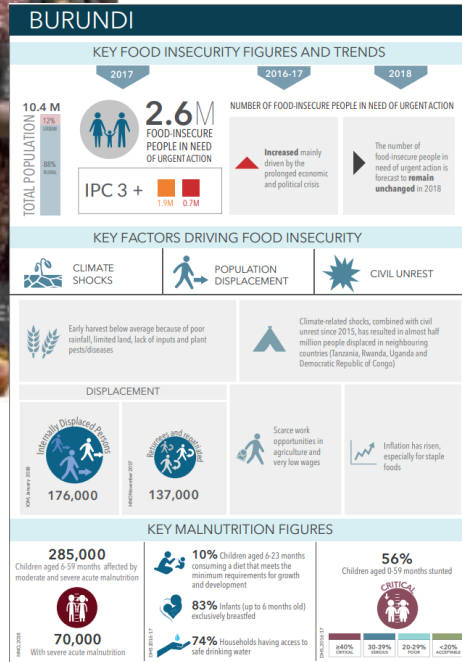 BURUNDI
KEY FOOD INSECURITY FIGURES AND TRENDS
2017
2016-17
2018
10.4 M
TOTAL POPULATION
12%
URBAN
88%
RURAL
2.6M
FOOD-INSECURE
PEOPLE IN NEED
OF URGENT ACTION
IPC 3 +
1.9M
0.7M
NUMBER OF FOOD-INSECURE PEOPLE IN NEED OF URGENT ACTION
Increased mainly
driven by the
prolonged economic
and political crisis
The number of
food-insecure people in
need of urgent action is
forecast to remain
unchanged in 2018
KEY FACTORS DRIVING FOOD INSECURITY
CLIMATE
SHOCKS
POPULATION
DISPLACEMENT
CIVIL UNREST
Early harvest below average because of poor
rainfall, limited land, lack of inputs and plant
pests/diseases
Climate-related shocks, combined with civil
unrest since 2015, has resulted in almost half
million people displaced in neighbouring
countries (Tanzania, Rwanda, Uganda and
Democratic Republic of Congo)
DISPLACEMENT
Internally Displaced Persons
176,000
IOM, January 2018
Returnees and repatriated
137,000
HNO November 2017
Scarce work
opportunities in
agriculture and
very low wages
Inflation has risen,
especially for staple
foods
KEY MALNUTRITION FIGURES
285,000
Children aged 6-59 months affected by
moderate and severe acute malnutrition
70,000
With severe acute malnutrition
HNO, 2018
10% Children aged 6-23 months
consuming a diet that meets the
minimum requirements for growth
and development
83% Infants (up to 6 months old)
exclusively breastfed
74% Households having access to
safe drinking water
DHS 2016-17
56%
Children aged 0-59 months stunted
CRITICAL
DHS 2016-17
≥40%
CRITICAL
30-39%
SERIOUS
20-29%
POOR
<20%
ACCEPTABLE